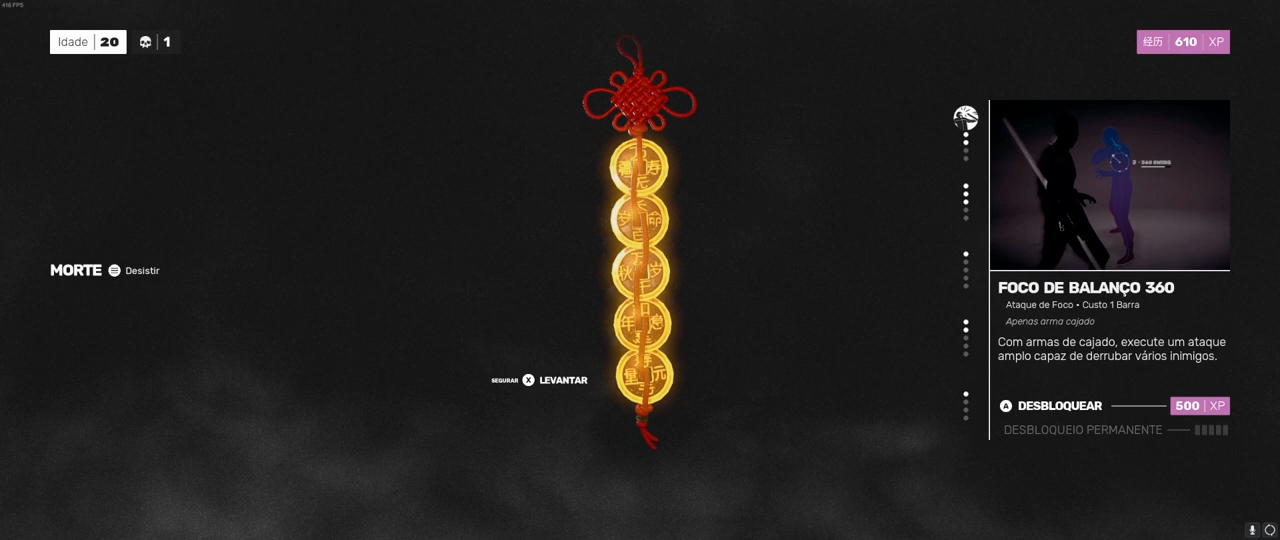 416 FPS
Idade 20
1
经历 610 XP
MORTE Desistir
SEGURAR X LEVANTAR
FOCO DE BALANÇO 360
Ataque de Foco • Custo 1 Barra
Apenas arma cajado
Com armas de cajado, execute um ataque
amplo capaz de derrubar vários inimigos.
A DESBLOQUEAR 500 XP
DESBLOQUEIO PERMANENTE